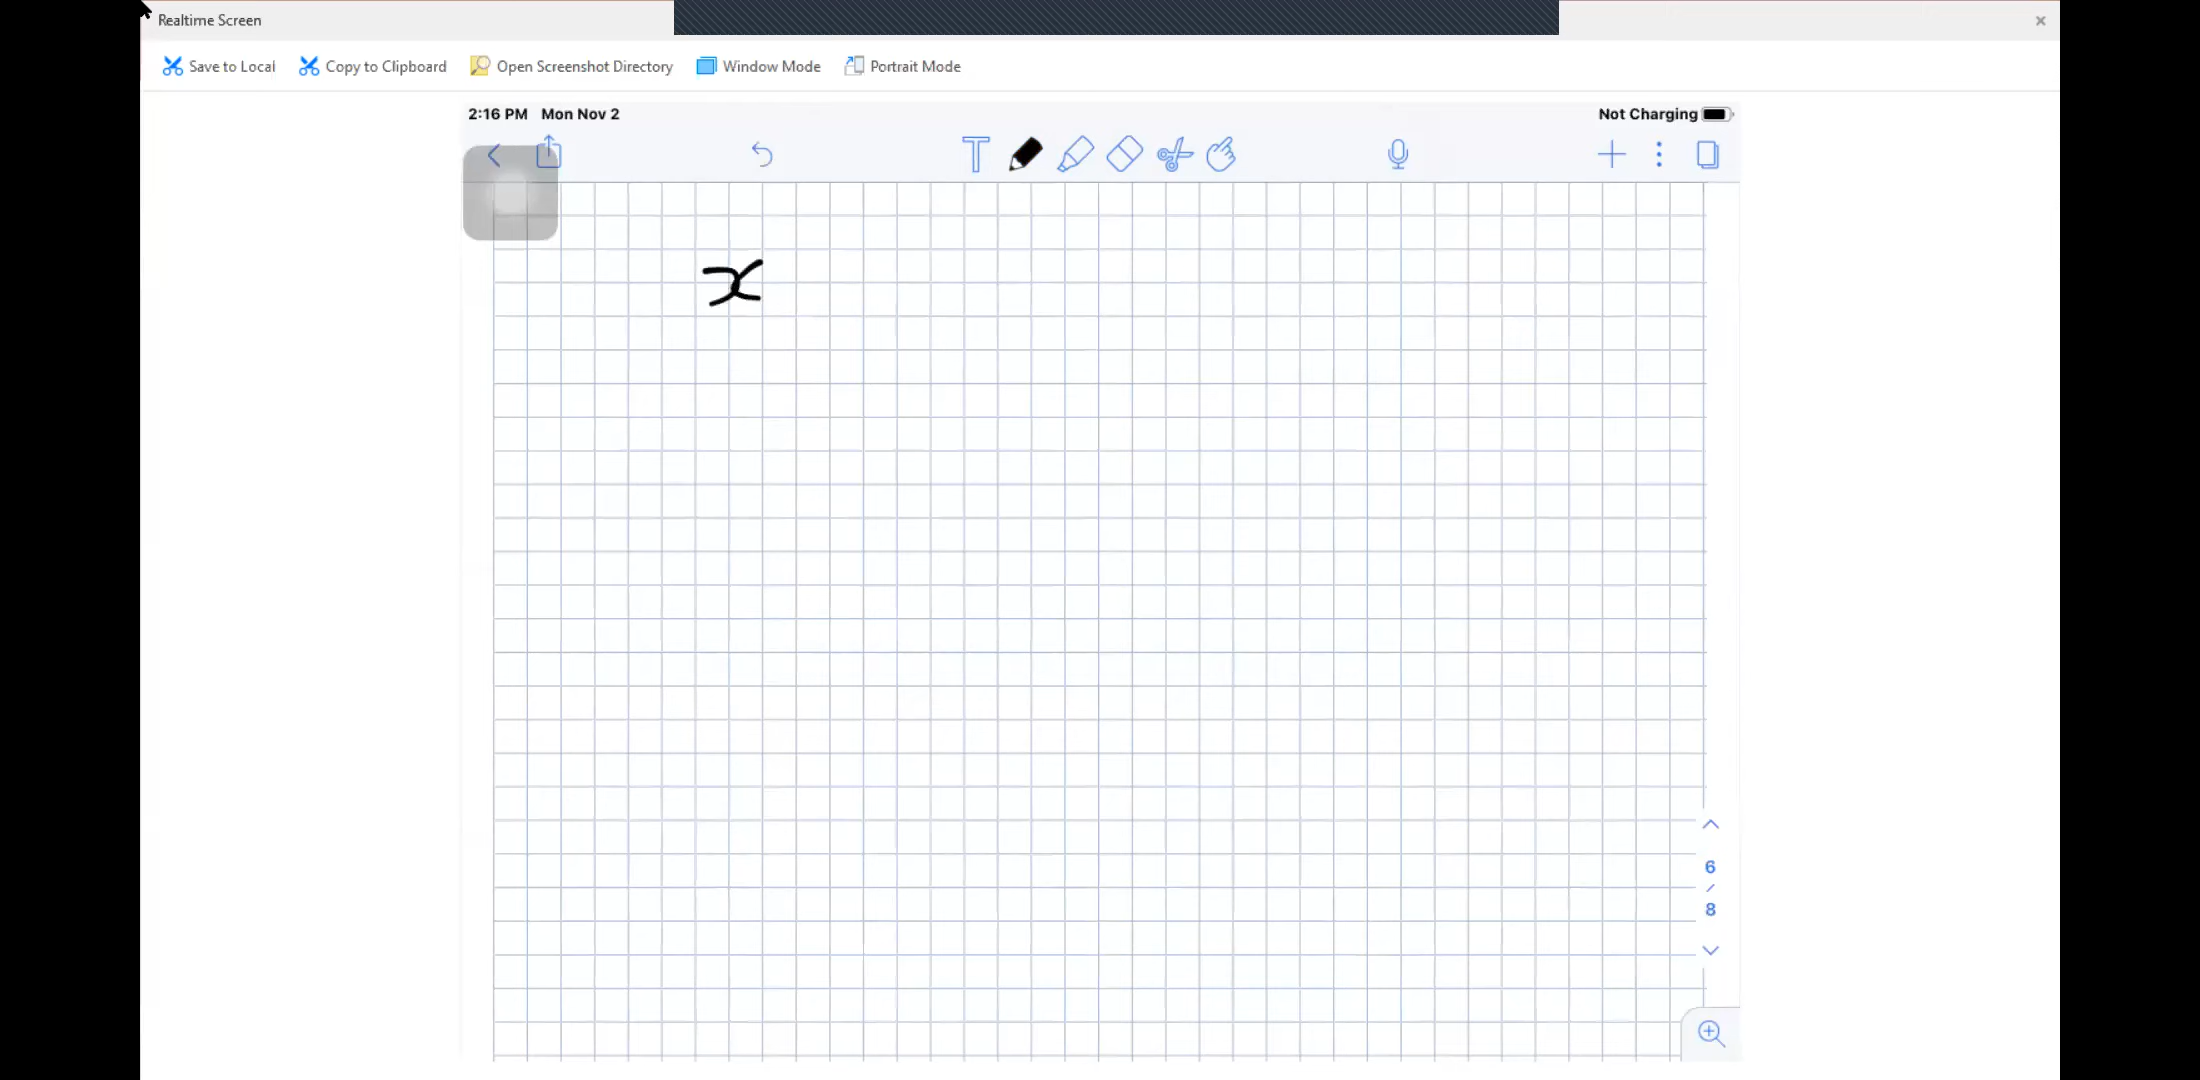 Realtime Screen
Save to Local Copy to Clipboard Open Screenshot Directory Window Mode Portrait Mode
2:16 PM Mon Nov 2 Not Charging
T
x
6
/
8